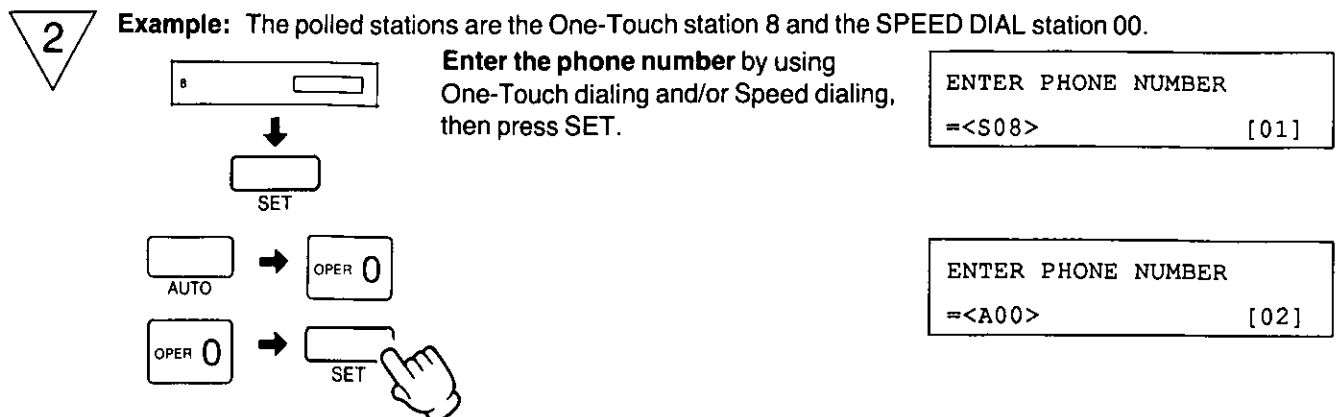 2
Example: The polled stations are the One-Touch station 8 and the SPEED DIAL station 00.
8
SET
Enter the phone number by using
One-Touch dialing and/or Speed dialing,
then press SET.
ENTER PHONE NUMBER
=<S08> [01]
AUTO
OPER 0
OPER 0
SET
ENTER PHONE NUMBER
=<A00> [02]